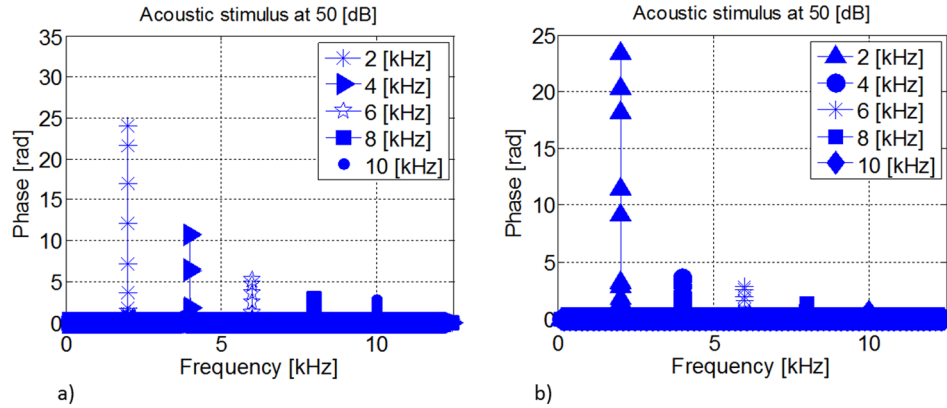 Acoustic stimulus at 50 [dB]
35
30
25
20
15
10
5
0
Phase [rad]
2 [kHz]
4 [kHz]
6 [kHz]
8 [kHz]
10 [kHz]
0
5
10
Frequency [kHz]
a)
Acoustic stimulus at 50 [dB]
25
20
15
10
5
0
Phase [rad]
2 [kHz]
4 [kHz]
6 [kHz]
8 [kHz]
10 [kHz]
0
5
10
Frequency [kHz]
b)